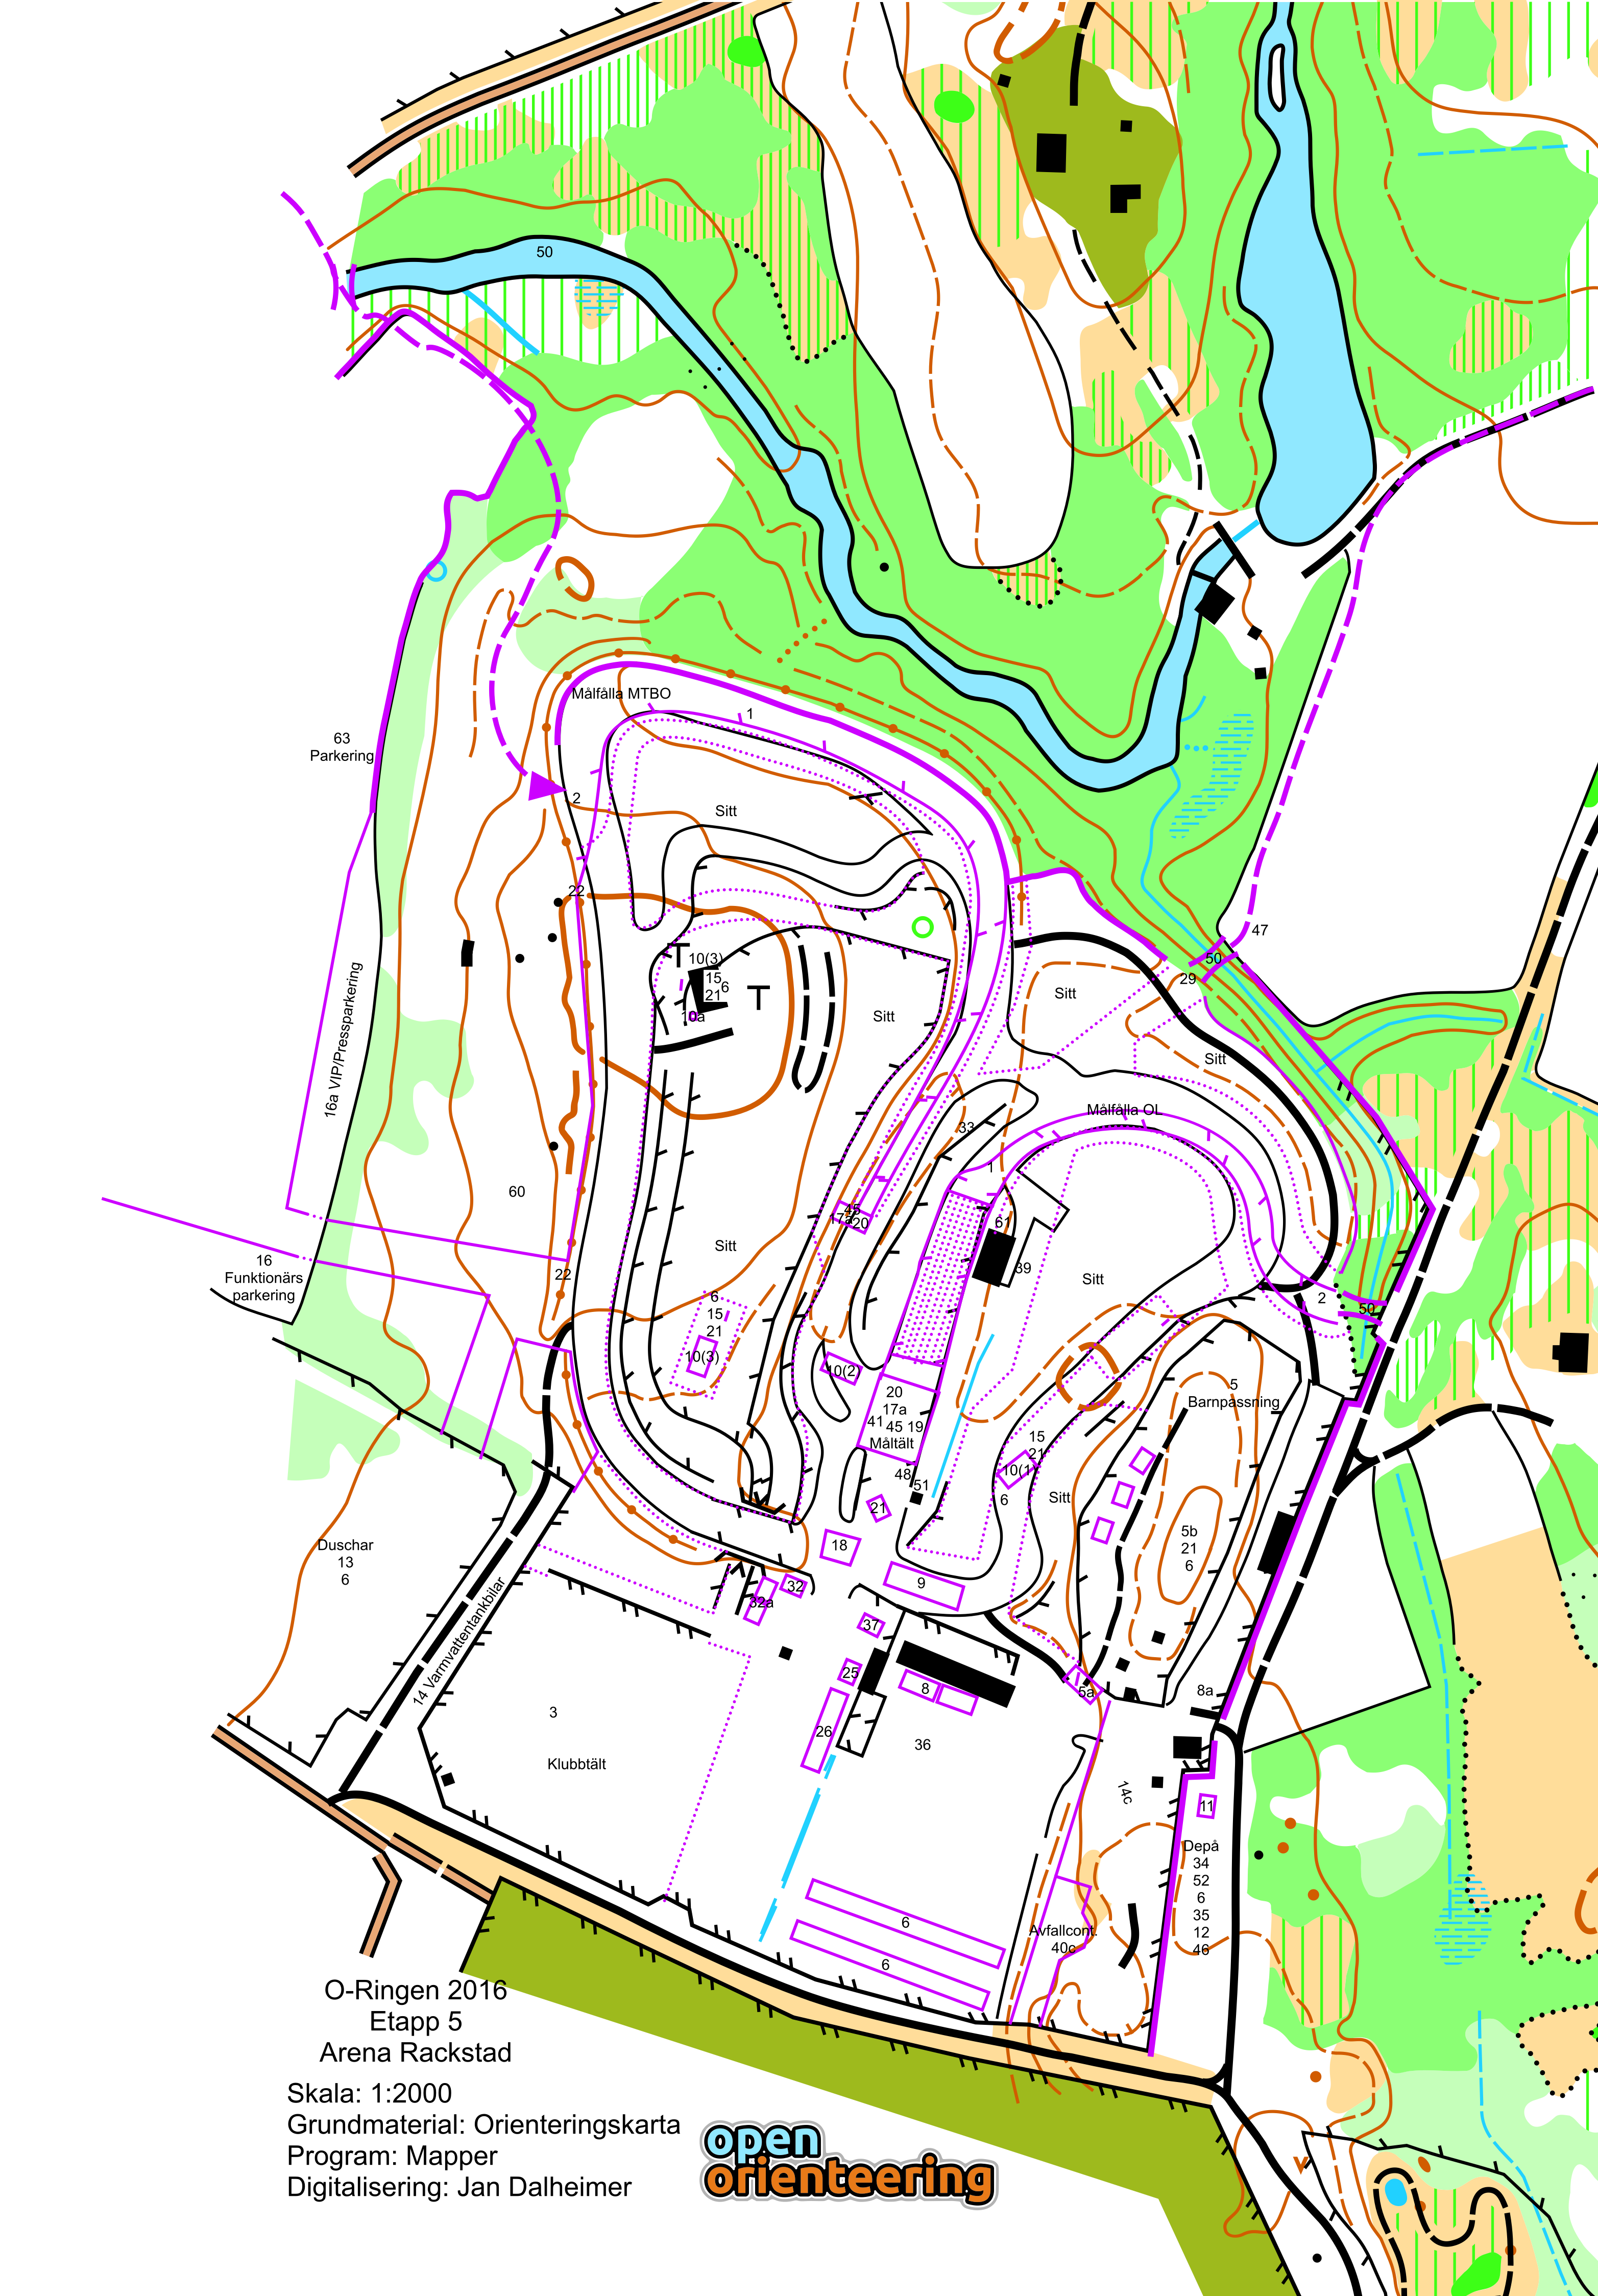 50
Målfålla MTBO
1
63
Parkering
2
Sitt
22
47
50
29
10(3)
15
6
21
10a
Sitt
Sitt
Sitt
16a VIP/Pressparkering
Målfålla OL
33
1
60
45
17a
20
61
39
Sitt
Sitt
16
Funktionärs
parkering
22
2
50
6
15
21
10(3)
10(2)
20
17a
41
45 19
Måltält
5
Barnpassning
15
21
10(1)
6
Sitt
48
51
21
18
9
5b
21
6
Duschar
13
6
14 Varmvattentankbilar
32
32a
37
25
8
26
36
5a
8a
3
Klubbtält
14c
11
Depå
34
52
6
35
12
46
6
6
Avfallcont.
40c
O-Ringen 2016
Etapp 5
Arena Rackstad
Skala: 1:2000
Grundmaterial: Orienteringskarta
Program: Mapper
Digitalisering: Jan Dalheimer
open
orienteering